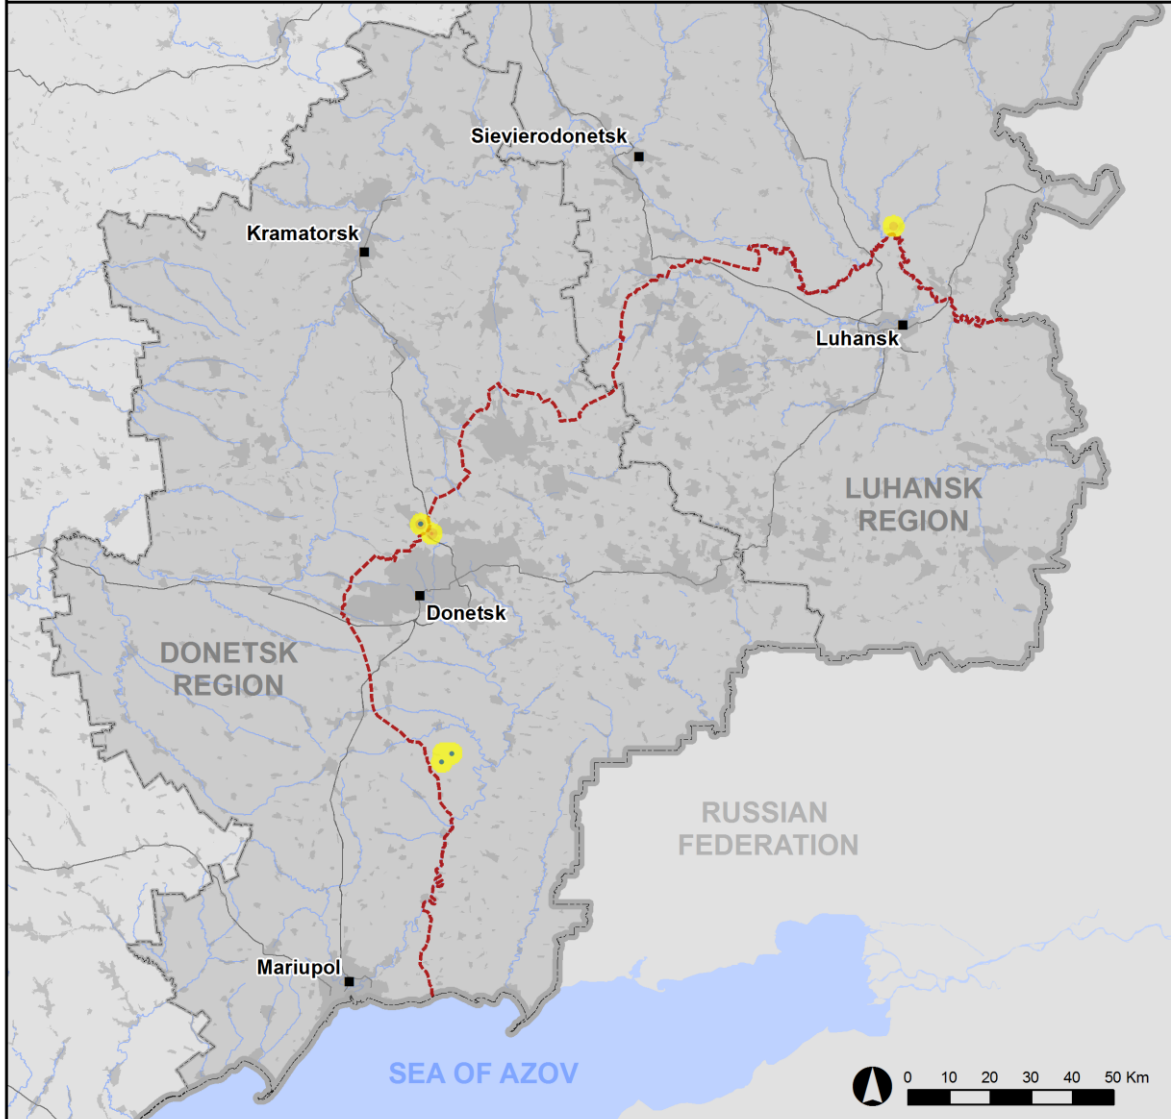 Sievierodonetsk
Kramatorsk
Luhansk
LUHANSK
REGION
Donetsk
DONETSK
REGION
RUSSIAN
FEDERATION
Mariupol
SEA OF AZOV
0 10 20 30 40 50 Km